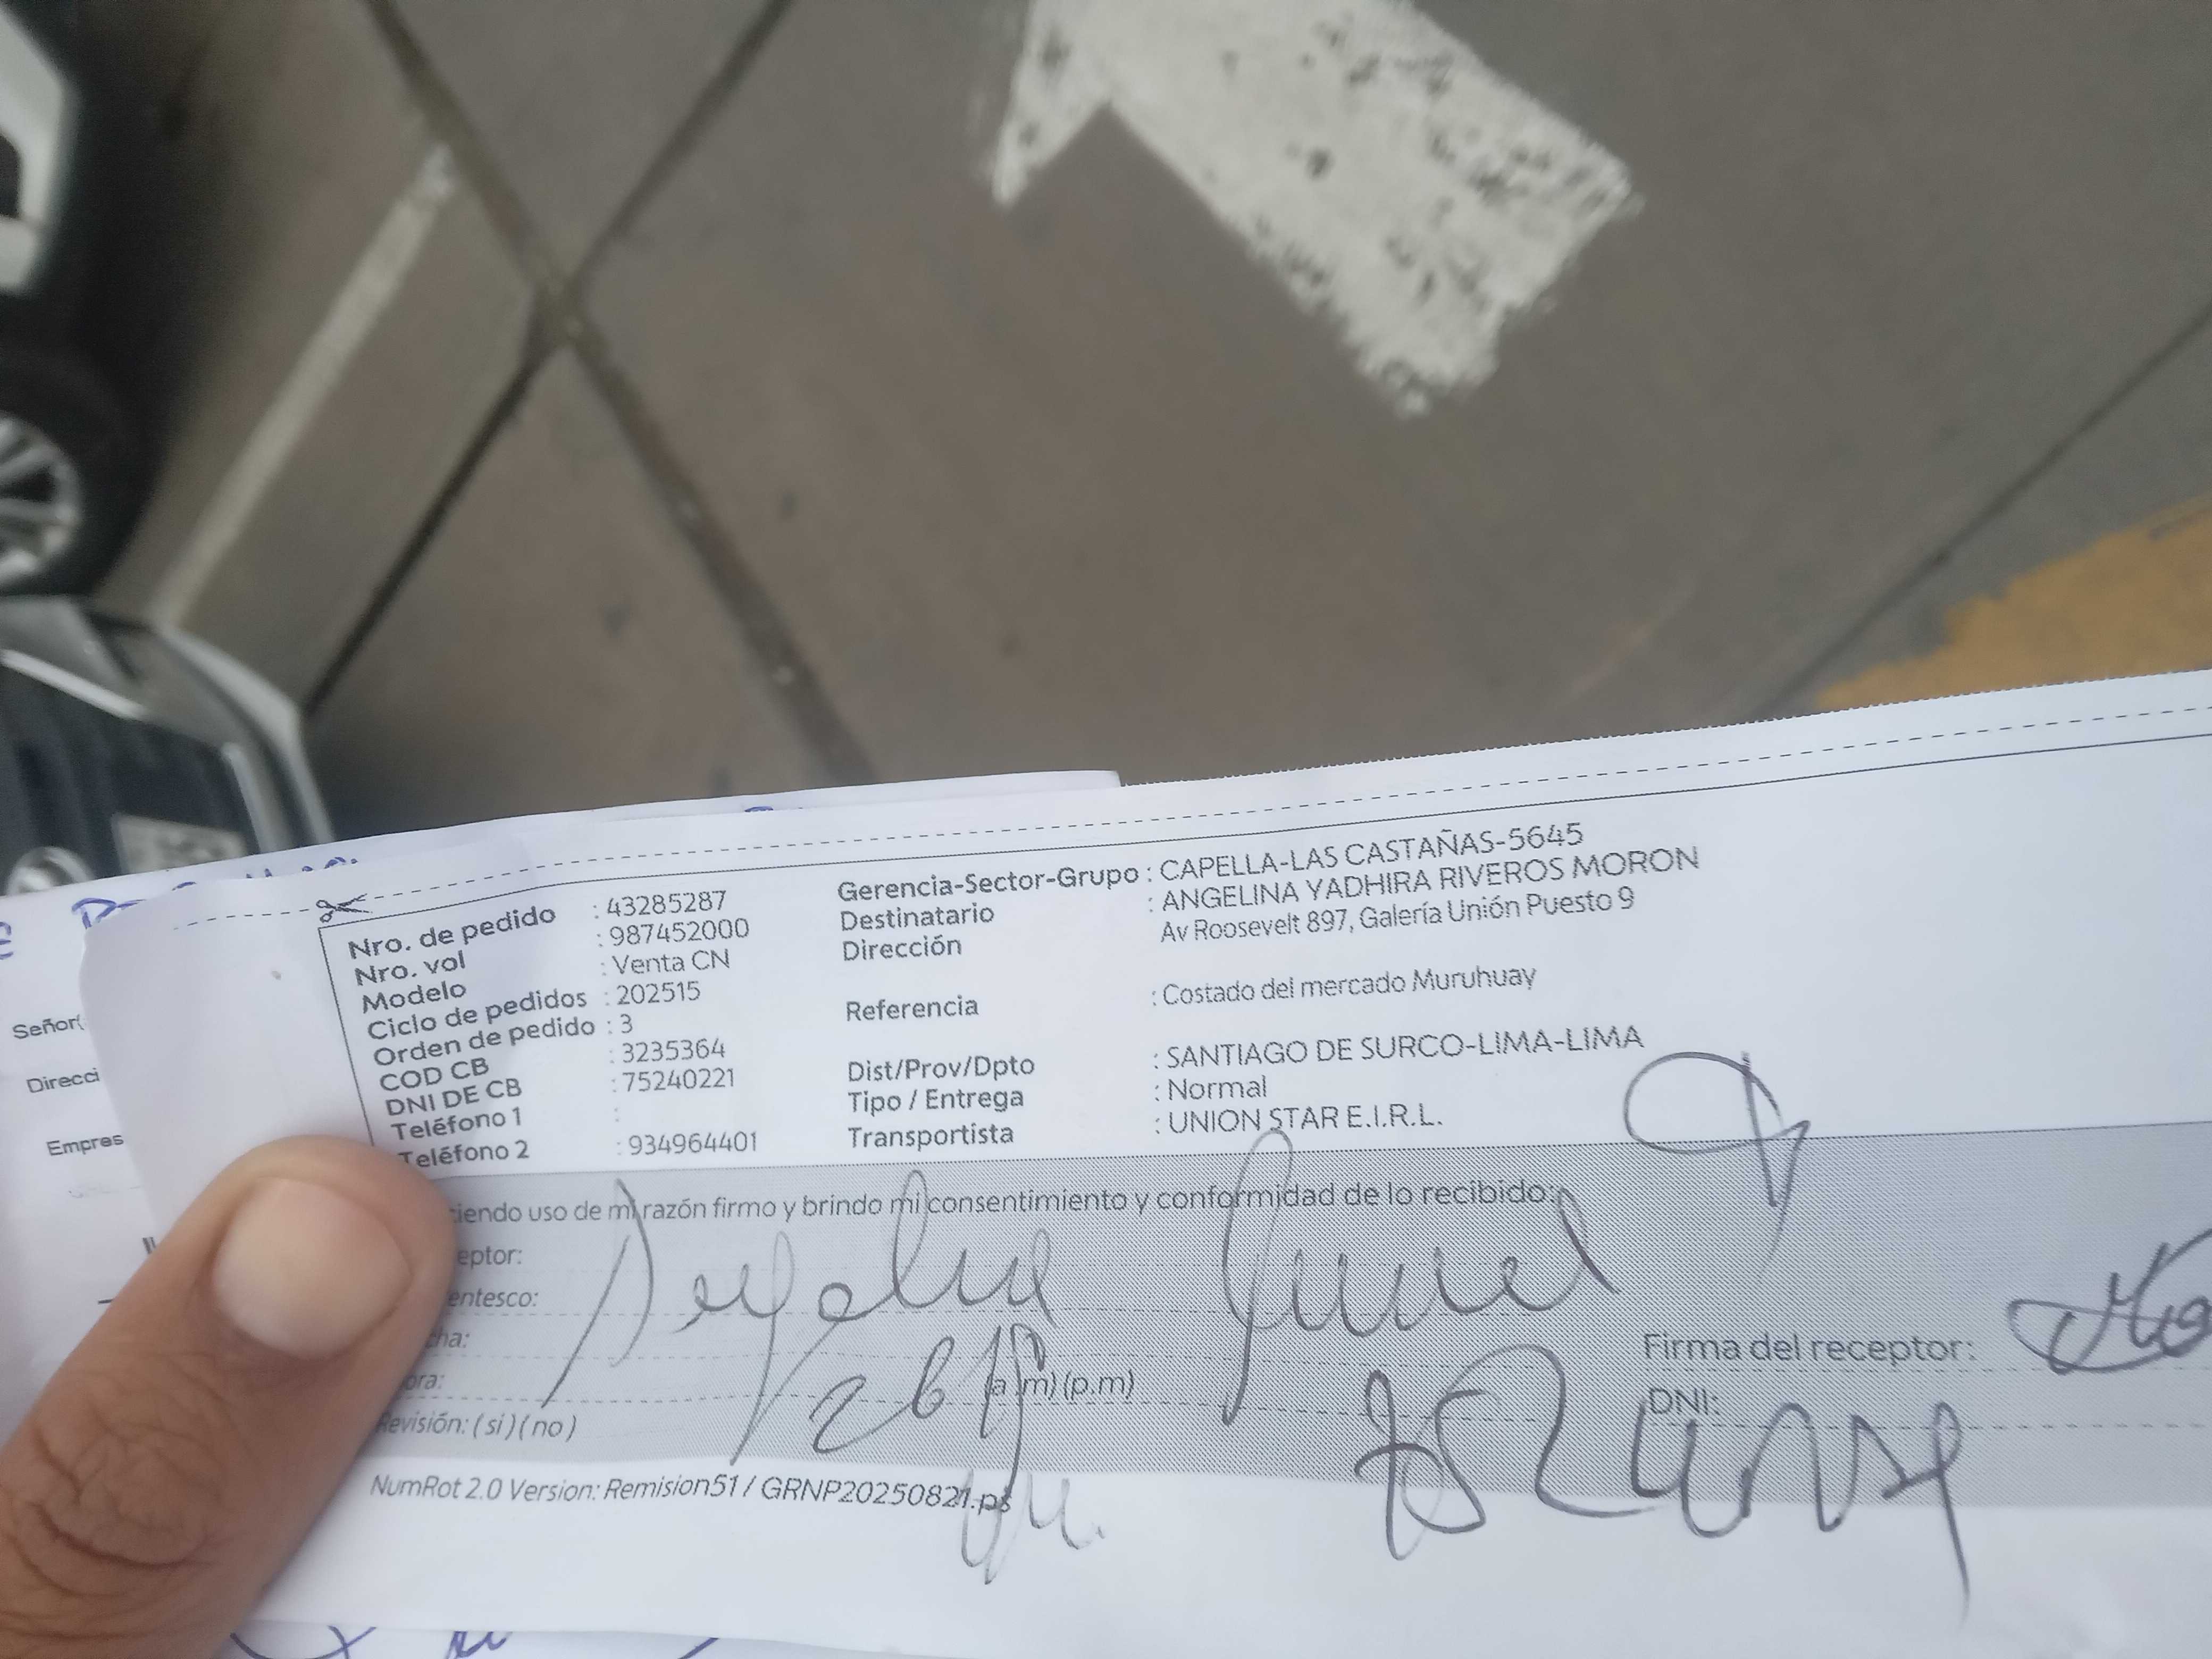 Nro. de pedido : 43285287
Nro. vol : 987452000
Modelo : Venta CN
Ciclo de pedidos : 202515
Orden de pedido : 3
COD CB : 3235364
DNI DE CB : 75240221
Teléfono 1 :
Teléfono 2 : 934964401
Gerencia-Sector-Grupo : CAPELLA-LAS CASTAÑAS-5645
Destinatario : ANGELINA YADHIRA RIVEROS MORON
Dirección Av Roosevelt 897, Galería Unión Puesto 9
Referencia : Costado del mercado Muruhuay
Dist/Prov/Dpto : SANTIAGO DE SURCO-LIMA-LIMA
Tipo / Entrega : Normal
Transportista : UNION STAR E.I.R.L.
ciendo uso de mi razón firmo y brindo mi consentimiento y conformidad de lo recibido:
eptor:
entesco:
ha:
ora: (a.m) (p.m)
Revisión: ( si ) ( no )
Firma del receptor:
DNI:
NumRot 2.0 Version: Remision51 / GRNP20250821.ps
Señor(
Direcci
Empres